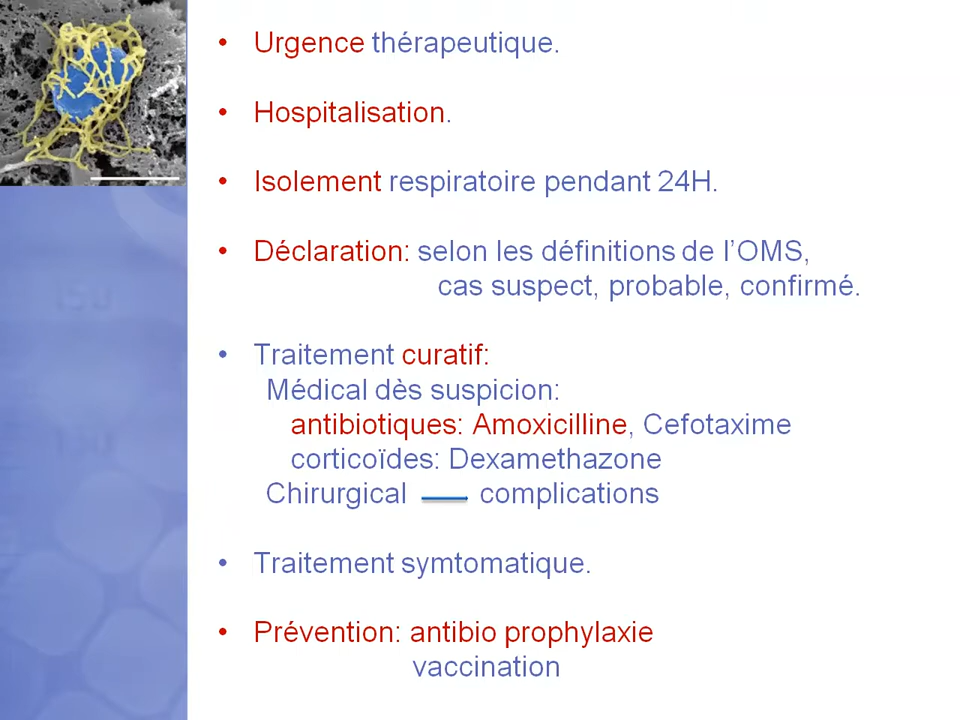 • Urgence thérapeutique.
• Hospitalisation.
• Isolement respiratoire pendant 24H.
• Déclaration: selon les définitions de l’OMS,
cas suspect, probable, confirmé.
• Traitement curatif:
Médical dès suspicion:
antibiotiques: Amoxicilline, Cefotaxime
corticoïdes: Dexamethazone
Chirurgical complications
• Traitement symtomatique.
• Prévention: antibio prophylaxie
vaccination